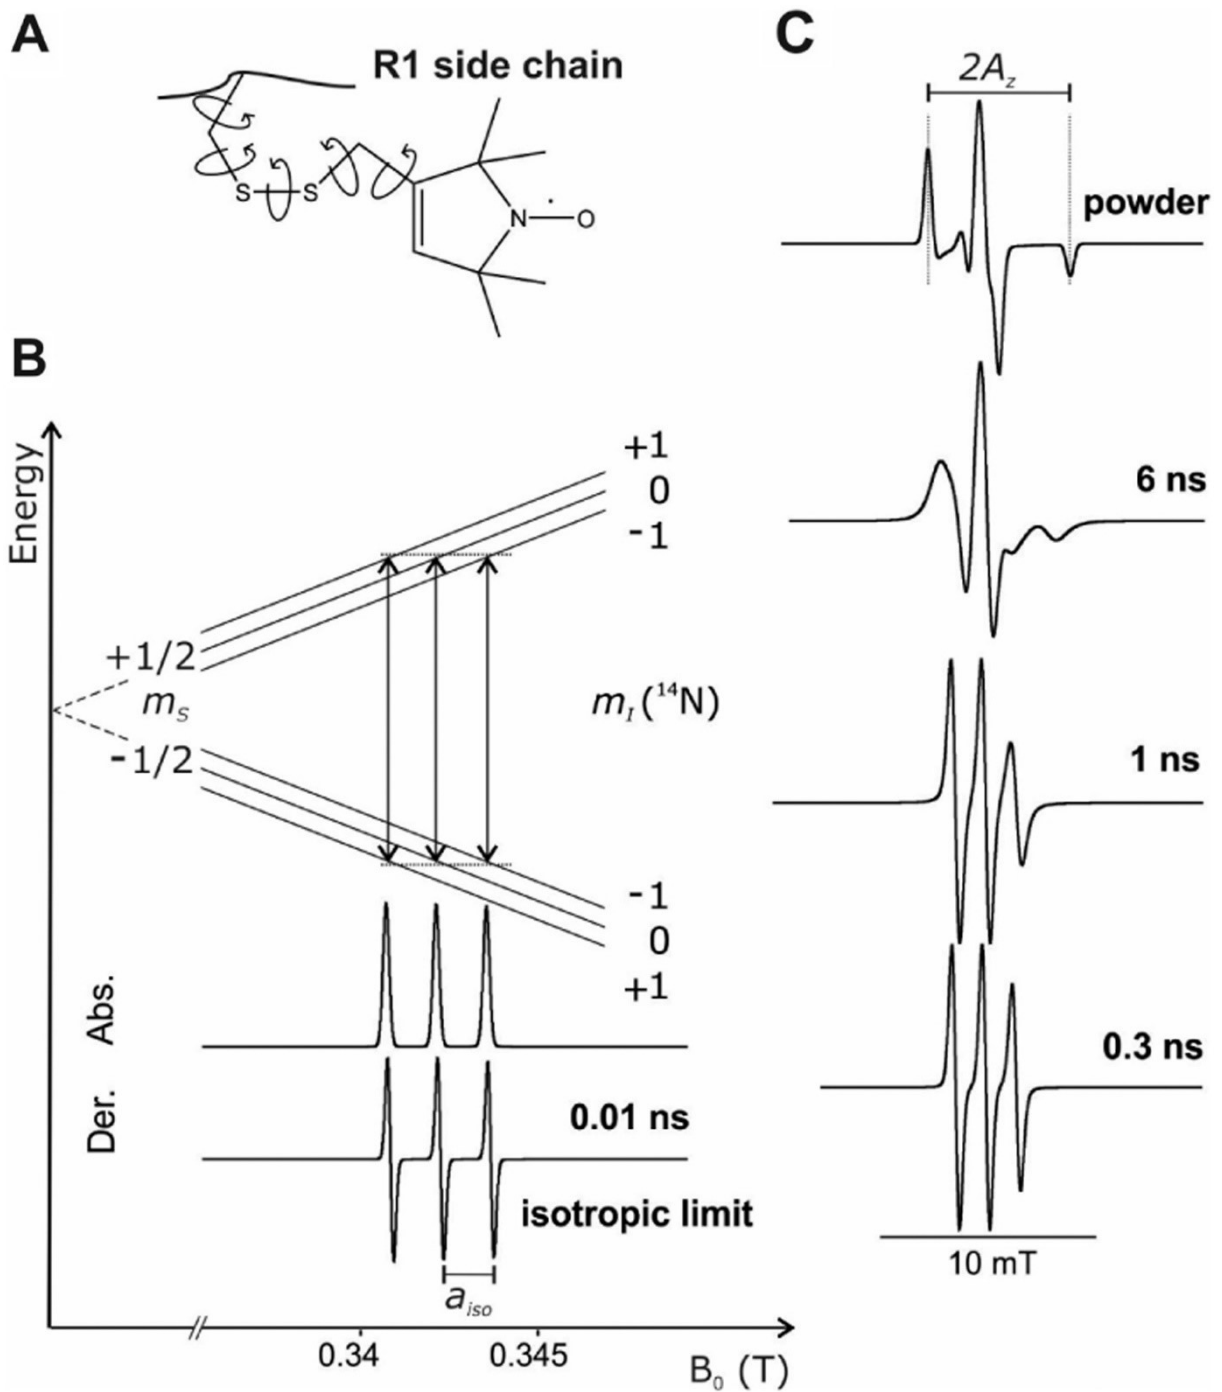 A
R1 side chain
S
S
N
·
O
B
Energy
+1
0
-1
+1/2
m_S
-1/2
m_I (¹⁴N)
-1
0
+1
Abs.
Der.
0.01 ns
isotropic limit
a_iso
0.34
0.345
B₀ (T)
C
2A_z
powder
6 ns
1 ns
0.3 ns
10 mT